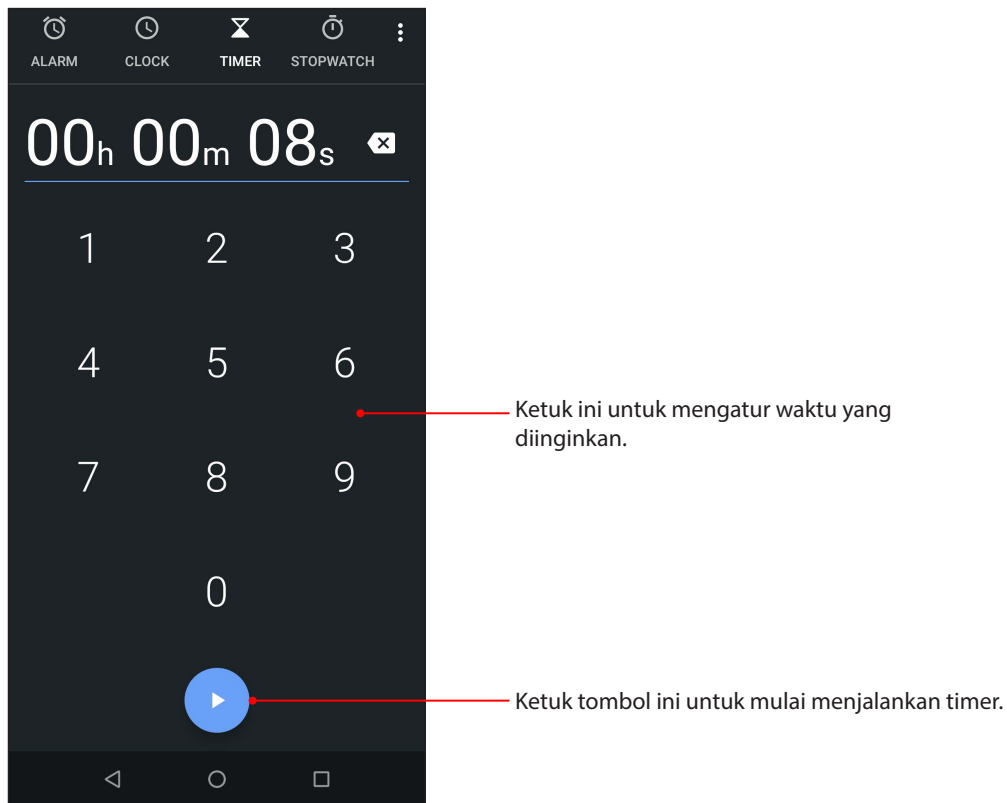 ALARM CLOCK TIMER STOPWATCH
00h 00m 08s
1 2 3
4 5 6
Ketuk ini untuk mengatur waktu yang
diinginkan.
7 8 9
0
Ketuk tombol ini untuk mulai menjalankan timer.